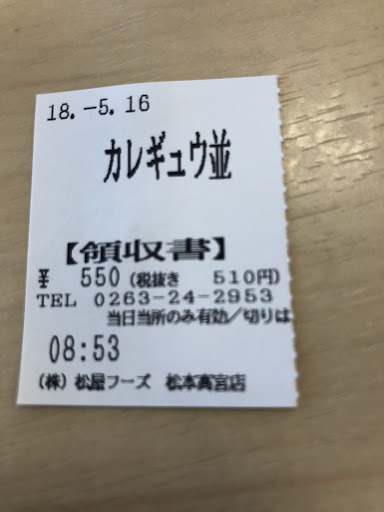 18.-5.16
カレギュウ並
【領収書】
¥ 550(税抜き 510円)
TEL 0263-24-2953
当日当所のみ有効/切りは
08:53
(株) 松屋フーズ 松本高宮店